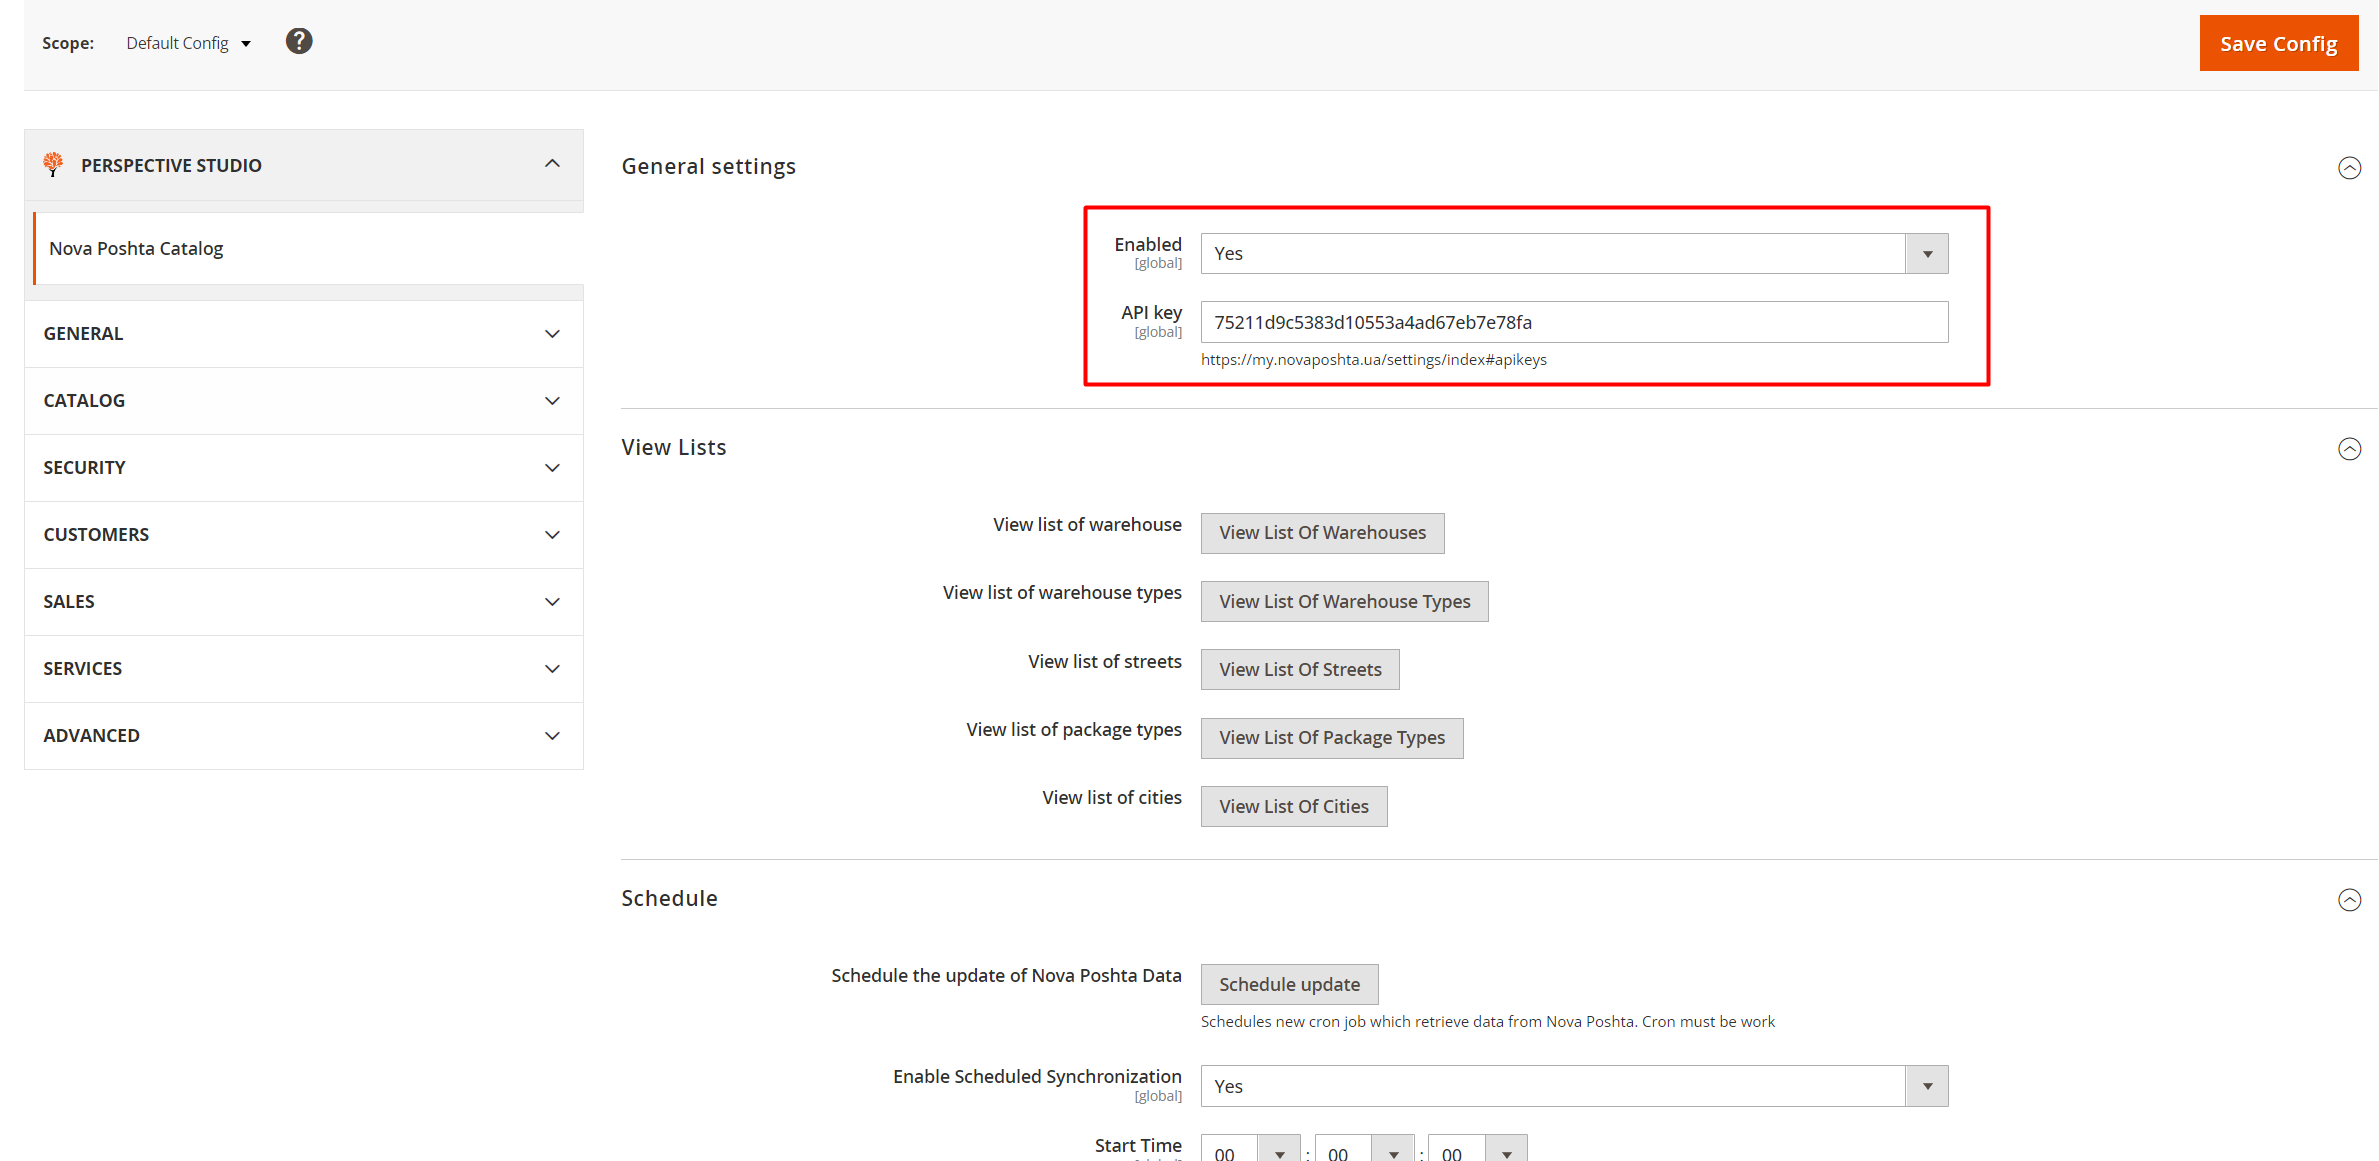 Scope: Default Config ?
Save Config
PERSPECTIVE STUDIO
Nova Poshta Catalog
GENERAL
CATALOG
SECURITY
CUSTOMERS
SALES
SERVICES
ADVANCED
General settings
Enabled
[global]
Yes
API key
[global]
75211d9c5383d10553a4ad67eb7e78fa
https://my.novaposhta.ua/settings/index#apikeys
View Lists
View list of warehouse View List Of Warehouses
View list of warehouse types View List Of Warehouse Types
View list of streets View List Of Streets
View list of package types View List Of Package Types
View list of cities View List Of Cities
Schedule
Schedule the update of Nova Poshta Data Schedule update
Schedules new cron job which retrieve data from Nova Poshta. Cron must be work
Enable Scheduled Synchronization
[global]
Yes
Start Time 00 : 00 : 00